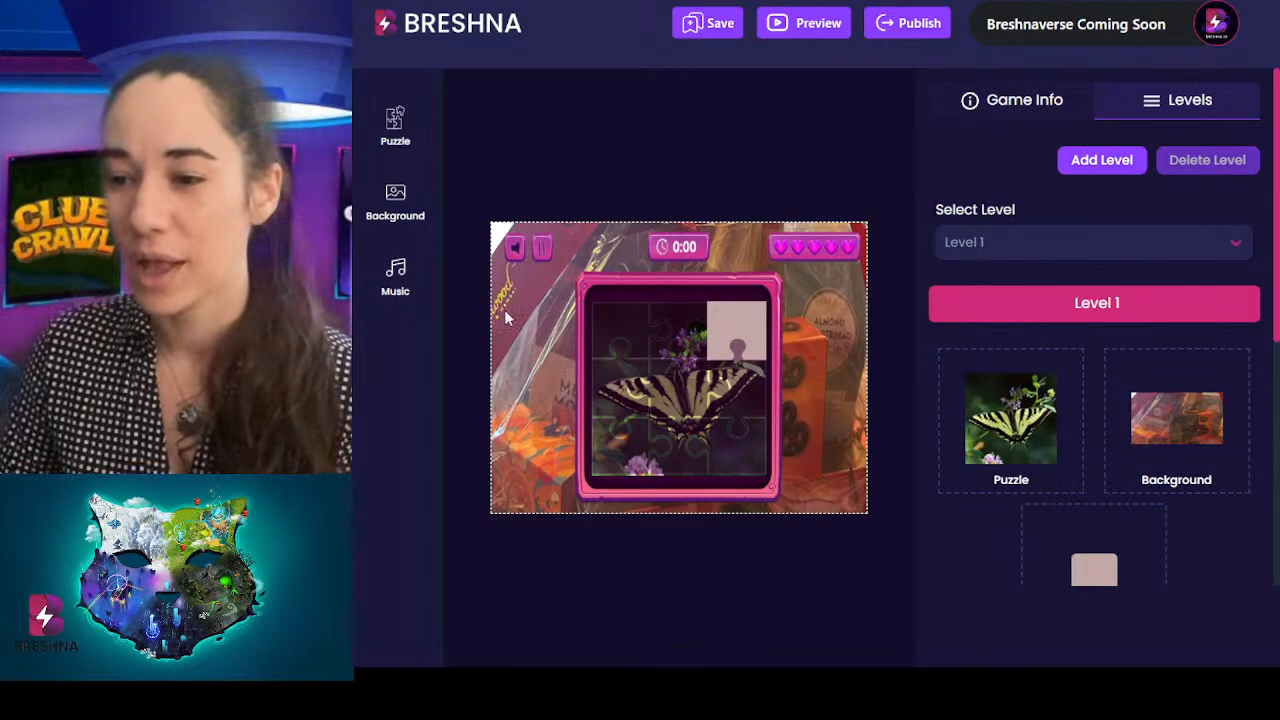 BRESHNA
Save
Preview
Publish
Breshnaverse Coming Soon
Game Info
Levels
Puzzle
Background
Music
Add Level
Delete Level
Select Level
Level 1
Level 1
0:00
ALMOND
Puzzle
Background
CLUE
CRAWL
BRESHNA